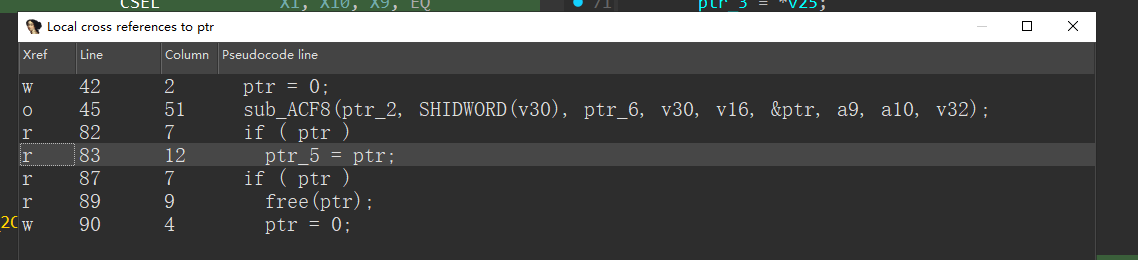 CSEL X1, X10, X9, EQ
71 ptr_3 = *v25;
Local cross references to ptr
Xref Line Column Pseudocode line
w 42 2 ptr = 0;
o 45 51 sub_ACF8(ptr_2, SHIDWORD(v30), ptr_6, v30, v16, &ptr, a9, a10, v32);
r 82 7 if ( ptr )
r 83 12 ptr_5 = ptr;
r 87 7 if ( ptr )
r 89 9 free(ptr);
w 90 4 ptr = 0;